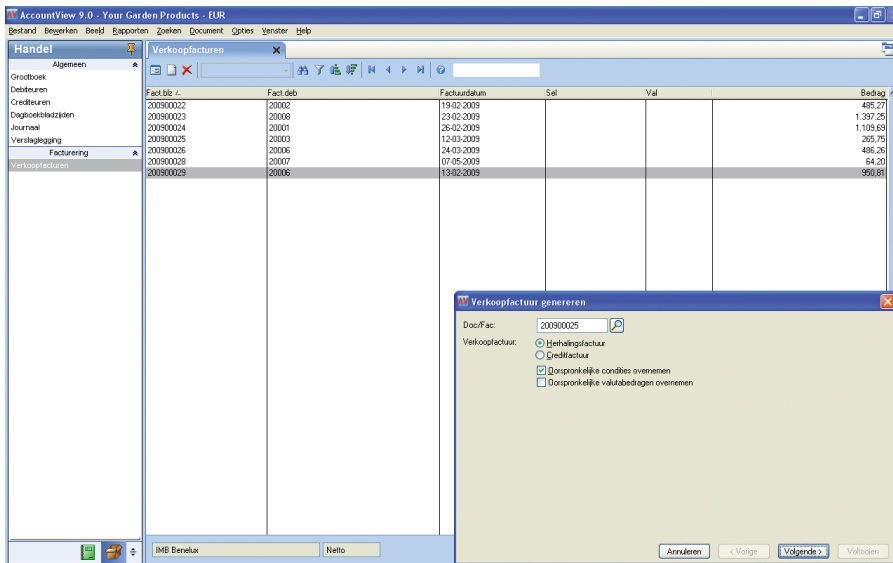 AccountView 9.0 - Your Garden Products - EUR
Bestand Bewerken Beeld Rapporten Zoeken Document Opties Venster Help
Handel
Algemeen
Grootboek
Debiteuren
Crediteuren
Dagboekbladzijden
Journaal
Verslaglegging
Facturering
Verkoopfacturen
Verkoopfacturen
Fact.blz Fact.deb Factuurdatum Sel Val Bedrag
200900022 20002 19-02-2009 485,27
200900023 20008 23-02-2009 1.397,25
200900024 20001 26-02-2009 1.109,69
200900025 20003 12-03-2009 265,75
200900026 20006 24-03-2009 486,26
200900028 20007 07-05-2009 64,20
200900029 20006 13-02-2009 950,81
Verkoopfactuur genereren
Doc/Fac: 200900025
Verkoopfactuur: Herhalingsfactuur
Creditfactuur
Oorspronkelijke condities overnemen
Oorspronkelijke valutabedragen overnemen
IMB Benelux Netto
Annuleren < Vorige Volgende > Voltooien